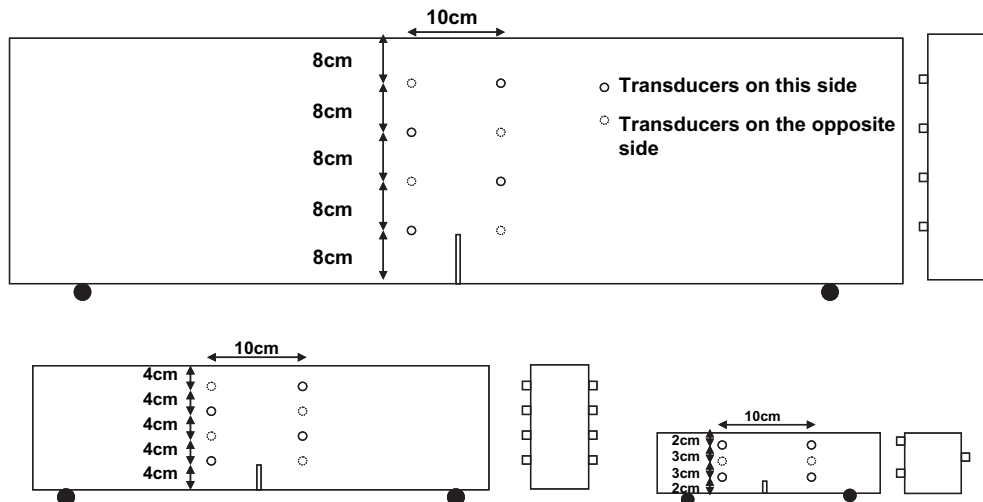 10cm
8cm
8cm
8cm
8cm
8cm
Transducers on this side
Transducers on the opposite
side
10cm
4cm
4cm
4cm
4cm
4cm
10cm
2cm
3cm
3cm
2cm